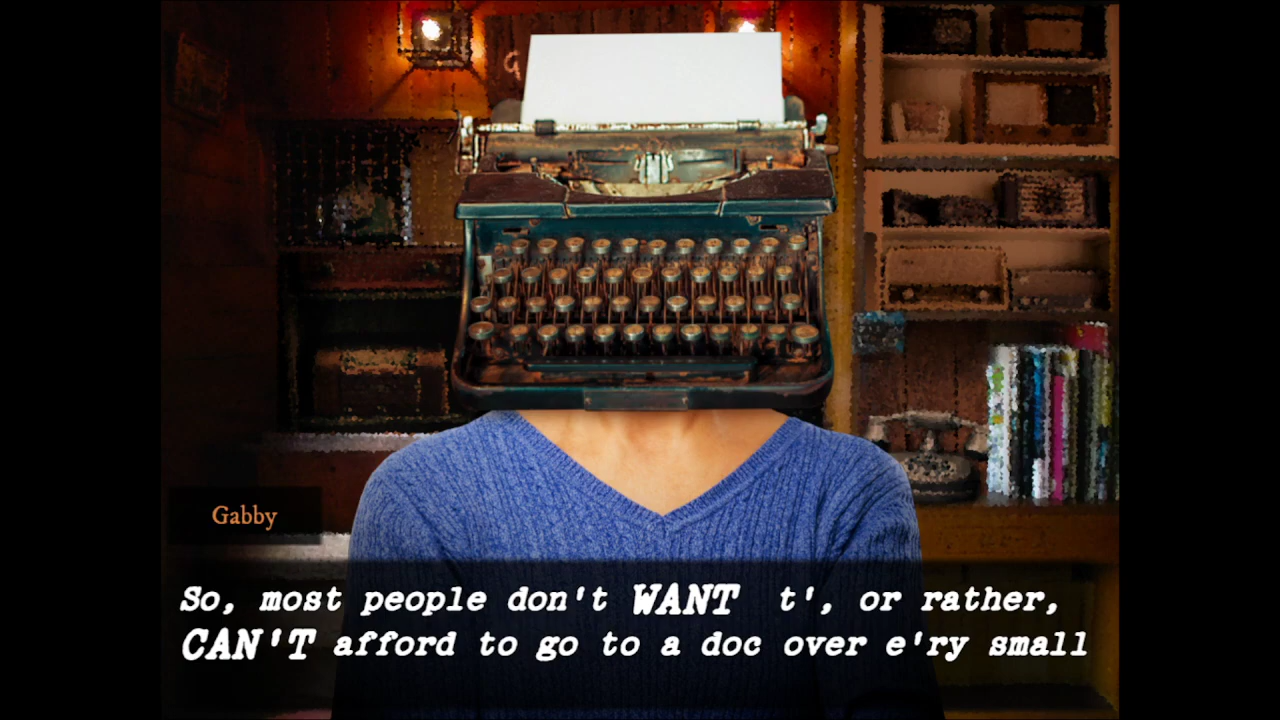 Gabby
So, most people don't WANT t', or rather,
CAN'T afford to go to a doc over e'ry small